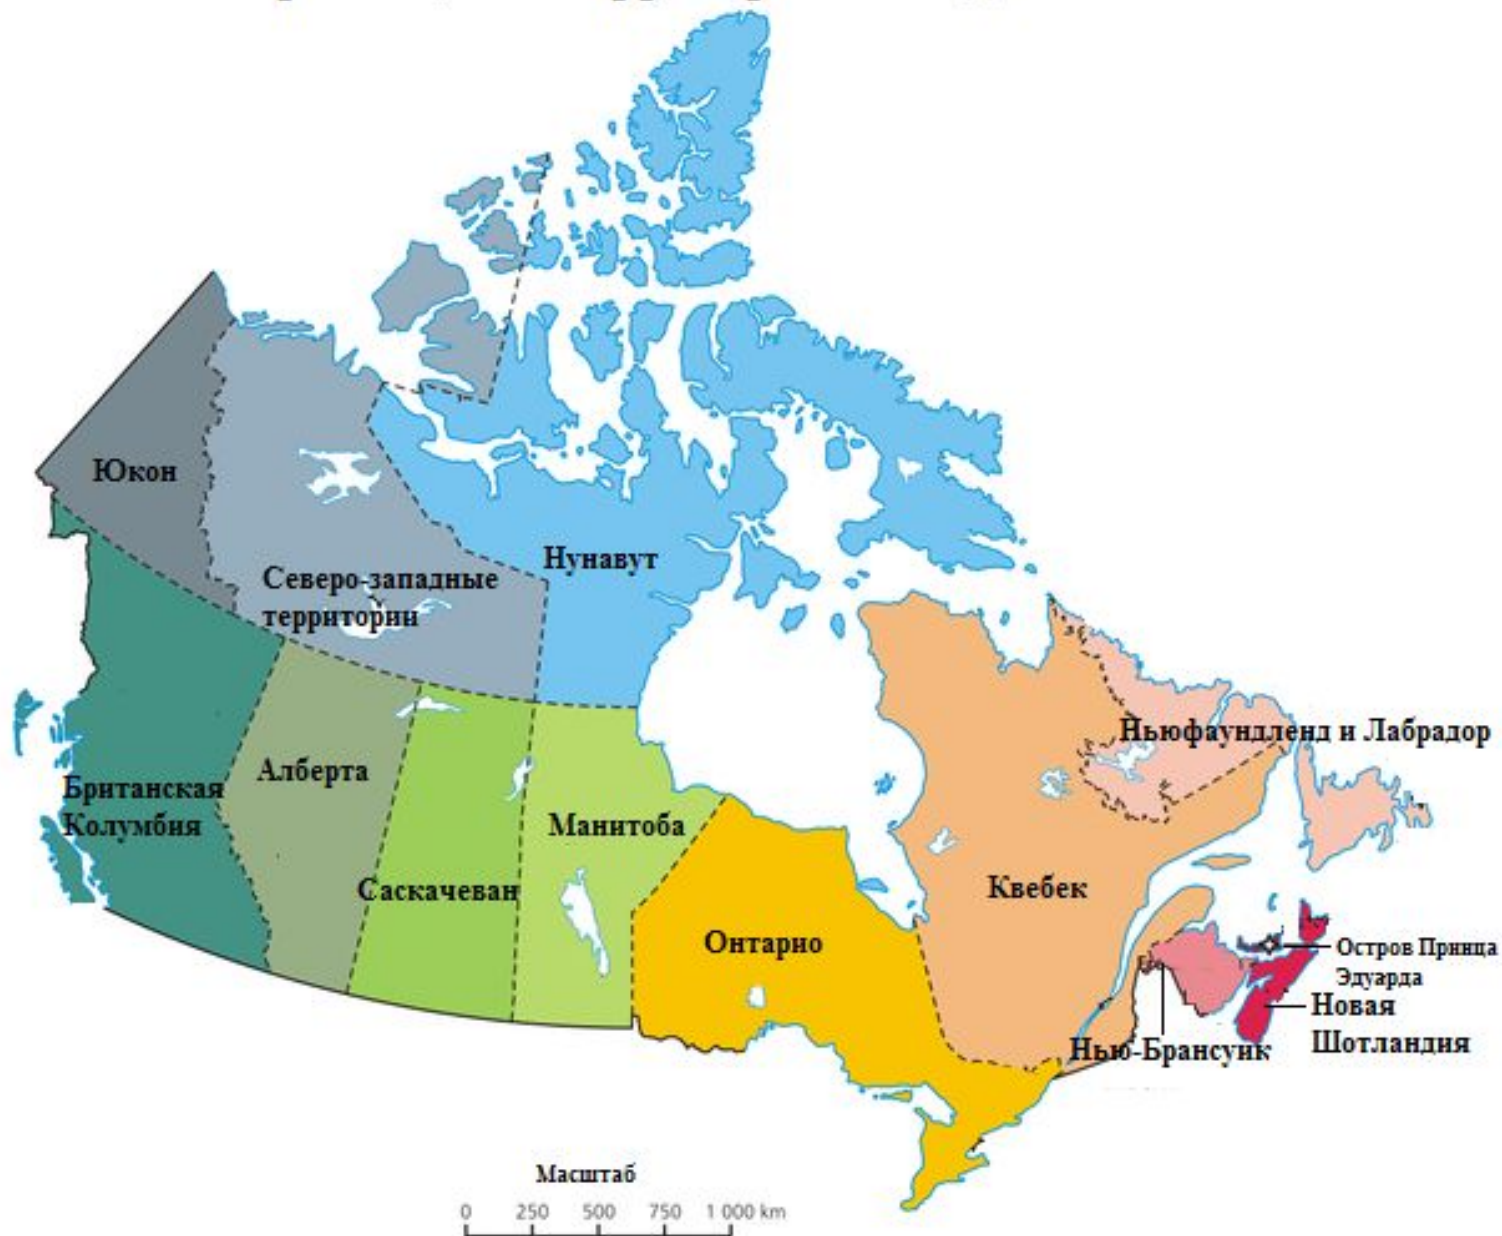 Юкон
Северо-западные
территории
Нунавут
Ньюфаундленд и Лабрадор
Британская
Колумбия
Алберта
Манитоба
Саскачеван
Квебек
Онтарио
Остров Принца
Эдуарда
Новая
Шотландия
Нью-Брансуик
Масштаб
0 250 500 750 1 000 km